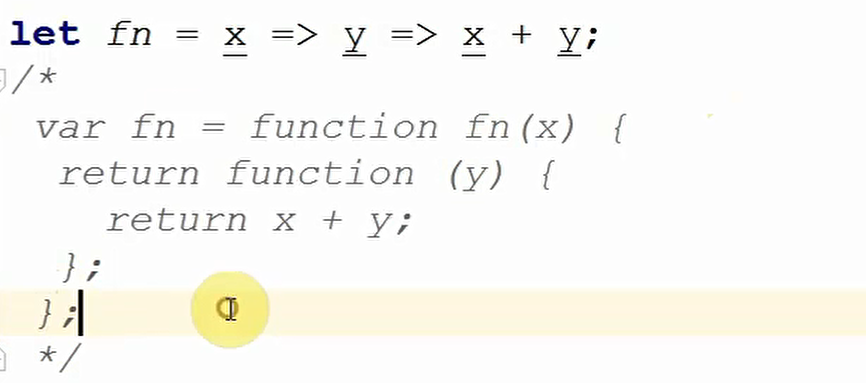 let fn = x => y => x + y;
/*
var fn = function fn(x) {
return function (y) {
return x + y;
};
};
*/